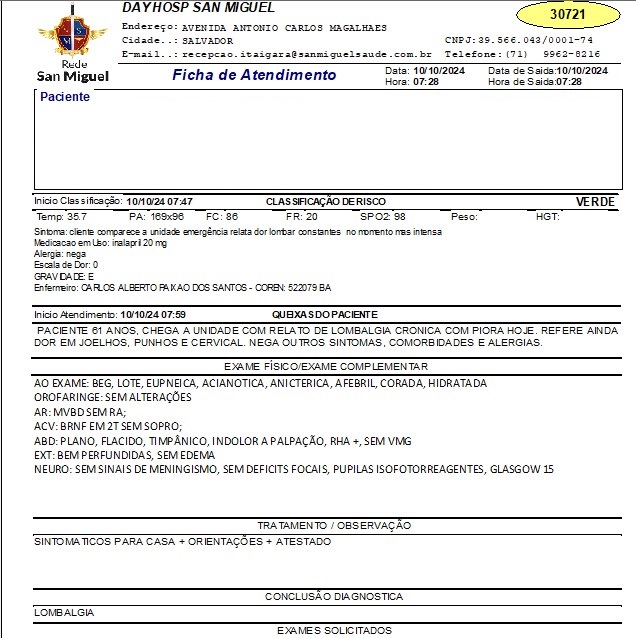 DAYHOSP SAN MIGUEL
30721
Endereço: AVENIDA ANTONIO CARLOS MAGALHAES
Cidade..: SALVADOR CNPJ:39.566.043/0001-74
E-mail..: recepcao.itaigara@sanmiguelsaude.com.br Telefone:(71) 9962-8216
Rede
San Miguel
Ficha de Atendimento
Data: 10/10/2024 Data de Saida:10/10/2024
Hora: 07:28 Hora de Saida:07:28
Paciente
Inicio Classificação: 10/10/24 07:47 CLASSIFICAÇÃO DE RISCO VERDE
Temp: 35.7 PA: 169x96 FC: 86 FR: 20 SPO2: 98 Peso: HGT:
Sintoma: cliente comparece a unidade emergência relata dor lombar constantes no momento mas intensa
Medicacao em Uso: inalapril 20 mg
Alergia: nega
Escala de Dor: 0
GRAVIDADE: E
Enfermeiro: CARLOS ALBERTO PAIXAO DOS SANTOS - COREN: 522079 BA
Inicio Atendimento: 10/10/24 07:59 QUEIXAS DO PACIENTE
PACIENTE 61 ANOS, CHEGA A UNIDADE COM RELATO DE LOMBALGIA CRONICA COM PIORA HOJE. REFERE AINDA
DOR EM JOELHOS, PUNHOS E CERVICAL. NEGA OUTROS SINTOMAS, COMORBIDADES E ALERGIAS.
EXAME FÍSICO/EXAME COMPLEMENTAR
AO EXAME: BEG, LOTE, EUPNEICA, ACIANOTICA, ANICTERICA, AFEBRIL, CORADA, HIDRATADA
OROFARINGE: SEM ALTERAÇÕES
AR: MVBD SEM RA;
ACV: BRNF EM 2T SEM SOPRO;
ABD: PLANO, FLACIDO, TIMPÂNICO, INDOLOR A PALPAÇÃO, RHA +, SEM VMG
EXT: BEM PERFUNDIDAS, SEM EDEMA
NEURO: SEM SINAIS DE MENINGISMO, SEM DEFICITS FOCAIS, PUPILAS ISOFOTORREAGENTES, GLASGOW 15
TRATAMENTO / OBSERVAÇÃO
SINTOMATICOS PARA CASA + ORIENTAÇÕES + ATESTADO
CONCLUSÃO DIAGNOSTICA
LOMBALGIA
EXAMES SOLICITADOS